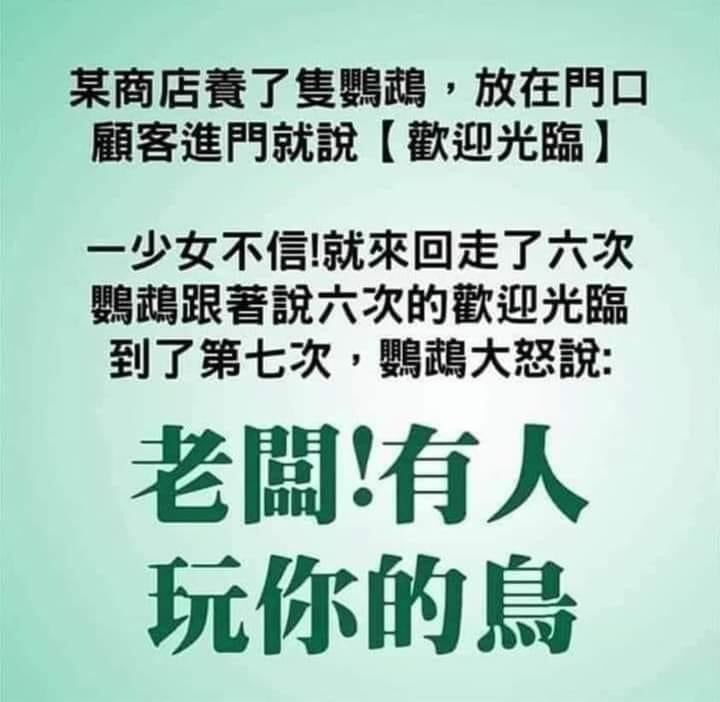 某商店養了隻鸚鵡，放在門口
顧客進門就說【歡迎光臨】
一少女不信!就來回走了六次
鸚鵡跟著說六次的歡迎光臨
到了第七次，鸚鵡大怒說:
老闆!有人
玩你的鳥